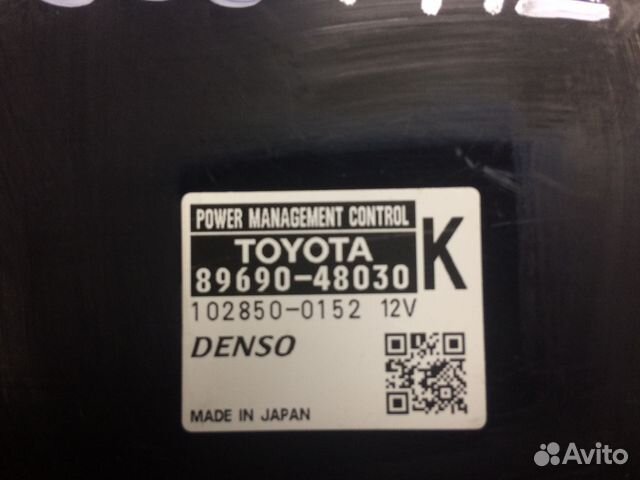 POWER MANAGEMENT CONTROL
TOYOTA
K
89690-48030
102850-0152 12V
DENSO
MADE IN JAPAN
Avito